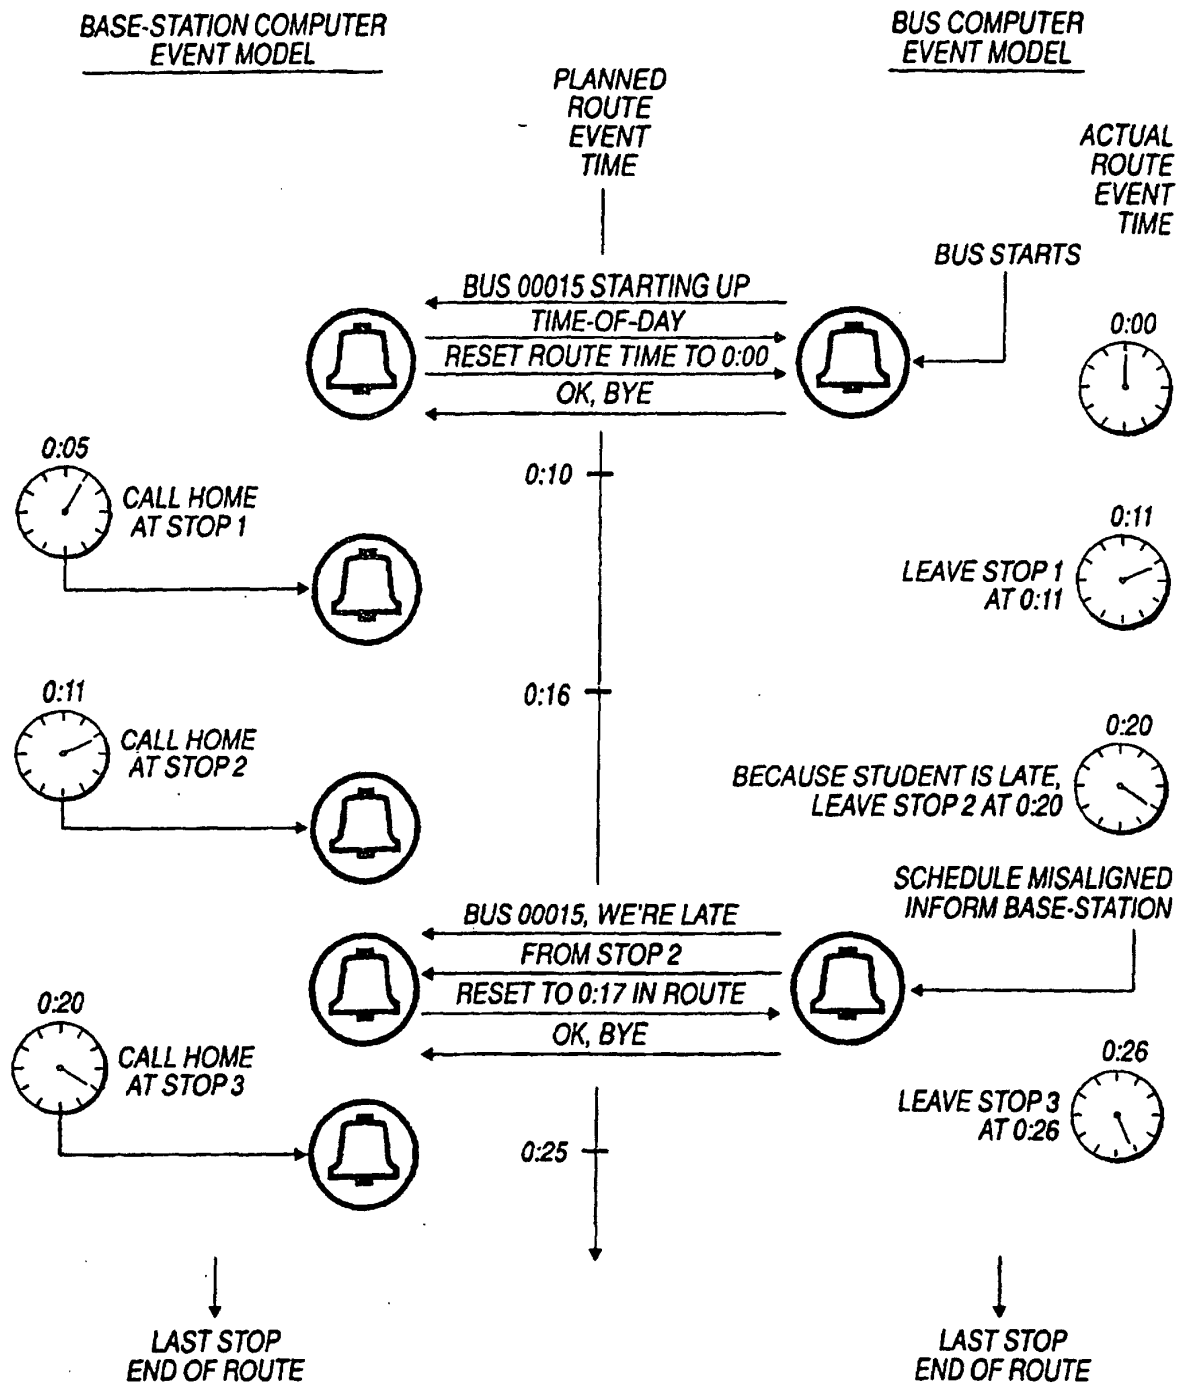 BASE-STATION COMPUTER
EVENT MODEL
BUS COMPUTER
EVENT MODEL
PLANNED
ROUTE
EVENT
TIME
ACTUAL
ROUTE
EVENT
TIME
BUS STARTS
BUS 00015 STARTING UP
TIME-OF-DAY
RESET ROUTE TIME TO 0:00
OK, BYE
0:00
0:05
CALL HOME
AT STOP 1
0:10
0:11
LEAVE STOP 1
AT 0:11
0:11
CALL HOME
AT STOP 2
0:16
0:20
BECAUSE STUDENT IS LATE,
LEAVE STOP 2 AT 0:20
SCHEDULE MISALIGNED
INFORM BASE-STATION
BUS 00015, WE'RE LATE
FROM STOP 2
RESET TO 0:17 IN ROUTE
OK, BYE
0:20
CALL HOME
AT STOP 3
0:26
LEAVE STOP 3
AT 0:26
0:25
LAST STOP
END OF ROUTE
LAST STOP
END OF ROUTE